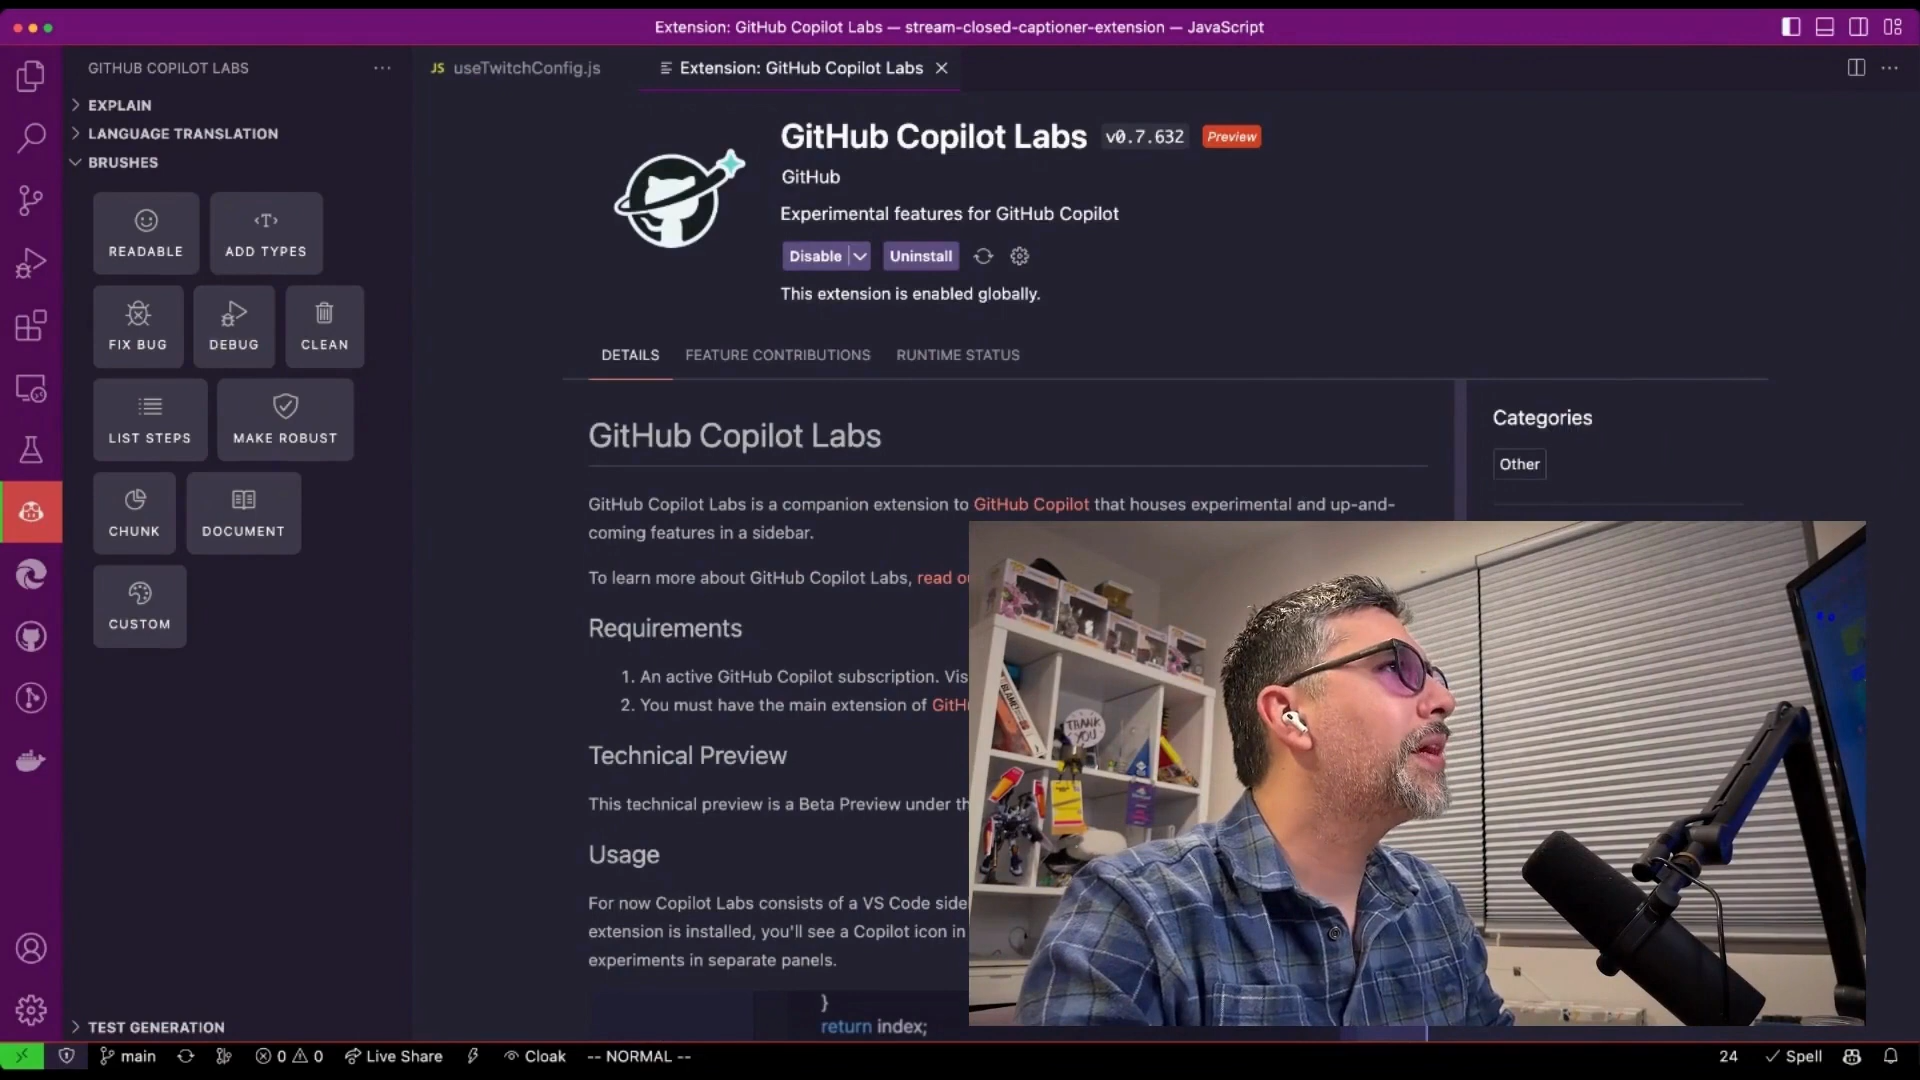 Extension: GitHub Copilot Labs — stream-closed-captioner-extension — JavaScript
GITHUB COPILOT LABS
JS useTwitchConfig.js
Extension: GitHub Copilot Labs
EXPLAIN
LANGUAGE TRANSLATION
BRUSHES
READABLE
ADD TYPES
FIX BUG
DEBUG
CLEAN
LIST STEPS
MAKE ROBUST
CHUNK
DOCUMENT
CUSTOM
TEST GENERATION
GitHub Copilot Labs v0.7.632 Preview
GitHub
Experimental features for GitHub Copilot
Disable
Uninstall
This extension is enabled globally.
DETAILS
FEATURE CONTRIBUTIONS
RUNTIME STATUS
GitHub Copilot Labs
GitHub Copilot Labs is a companion extension to GitHub Copilot that houses experimental and up-and-
coming features in a sidebar.
To learn more about GitHub Copilot Labs, read
Requirements
1. An active GitHub Copilot subscription.
2. You must have the main extension of
Technical Preview
This technical preview is a Beta Preview under
Usage
For now Copilot Labs consists of a VS Code
extension is installed, you'll see a Copilot icon in
experiments in separate panels.
}
return index;
Categories
Other
THANK
YOU
main
0 0
Live Share
Cloak
-- NORMAL --
24
Spell